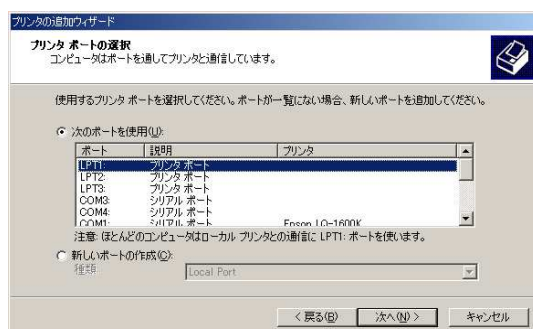 プリンタの追加ウィザード
プリンタ ポートの選択
コンピュータはポートを通してプリンタと通信しています。
使用するプリンタ ポートを選択してください。ポートが一覧にない場合、新しいポートを追加してください。
次のポートを使用(U):
ポート 説明 プリンタ
LPT1: プリンタ ポート
LPT2: プリンタ ポート
LPT3: プリンタ ポート
COM3: シリアル ポート
COM4: シリアル ポート
COM1: シリアル ポート Epson LQ-1600K
注意: ほとんどのコンピュータはローカル プリンタとの通信に LPT1: ポートを使います。
新しいポートの作成(C):
種類: Local Port
< 戻る(B) 次へ(N) > キャンセル